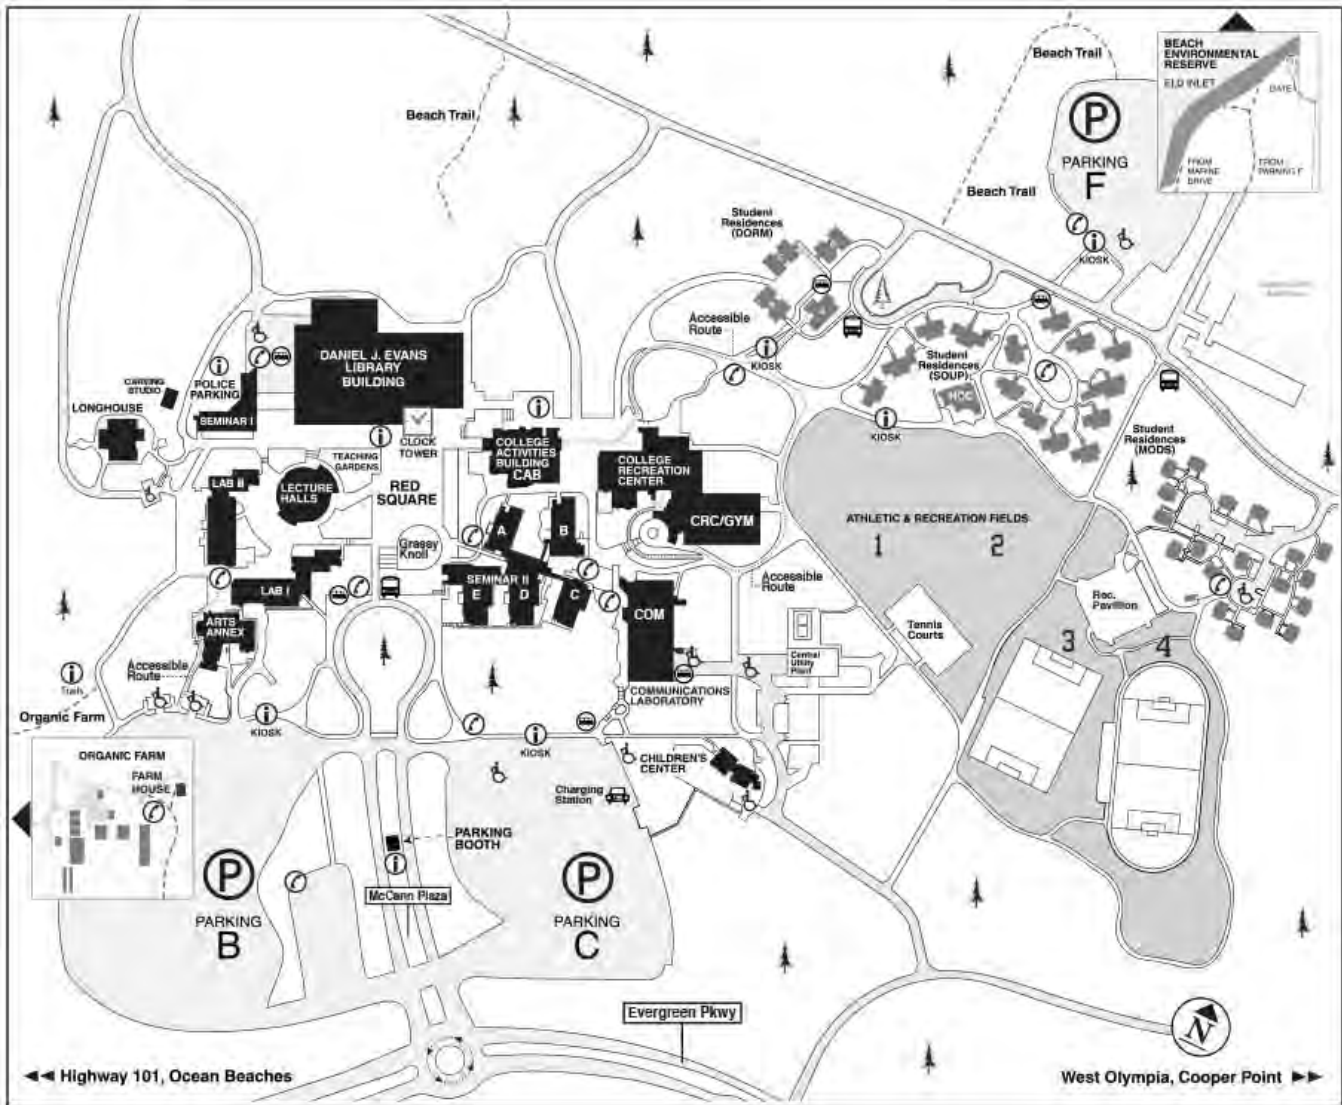 Beach Trail
BEACH
ENVIRONMENTAL
RESERVE
ELD INLET
GATE
FROM
MARINE
DRIVE
FROM
PARKING F
Beach Trail
P
PARKING
F
Beach Trail
KIOSK
Student
Residences
(DORM)
Accessible
Route
KIOSK
Student
Residences
(SOUP)
HCC
KIOSK
Student
Residences
(MODS)
DANIEL J. EVANS
LIBRARY
BUILDING
POLICE
PARKING
CARVING
STUDIO
LONGHOUSE
SEMINAR I
CLOCK
TOWER
TEACHING
GARDENS
COLLEGE
ACTIVITIES
BUILDING
CAB
COLLEGE
RECREATION
CENTER
CRC/GYM
LAB II
LECTURE
HALLS
RED
SQUARE
Grassy
Knoll
A
B
SEMINAR II
E
D
C
ATHLETIC & RECREATION FIELDS
1
2
LAB I
COM
Accessible
Route
Rec.
Pavilion
ARTS
ANNEX
Tennis
Courts
3
4
Central
Utility
Plant
Accessible
Route
Trails
Organic Farm
KIOSK
KIOSK
COMMUNICATIONS
LABORATORY
CHILDREN'S
CENTER
Charging
Station
ORGANIC FARM
FARM
HOUSE
PARKING
BOOTH
P
PARKING
B
McCann Plaza
P
PARKING
C
Evergreen Pkwy
N
Highway 101, Ocean Beaches
West Olympia, Cooper Point